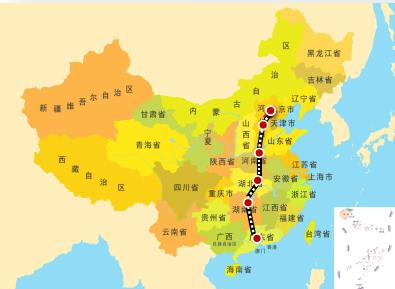 区
黑龙江省
吉林省
辽宁省
新疆维吾尔自治区
内蒙古自治
甘肃省
河
京市
天津市
宁夏
山西省
山东省
青海省
陕西省
河南省
江苏省
上海市
西藏自治区
四川省
重庆市
湖北
安徽省
浙江省
贵州省
湖南省
江西省
福建省
云南省
广西
壮族自治区
东省
台湾省
香港
澳门
海南省